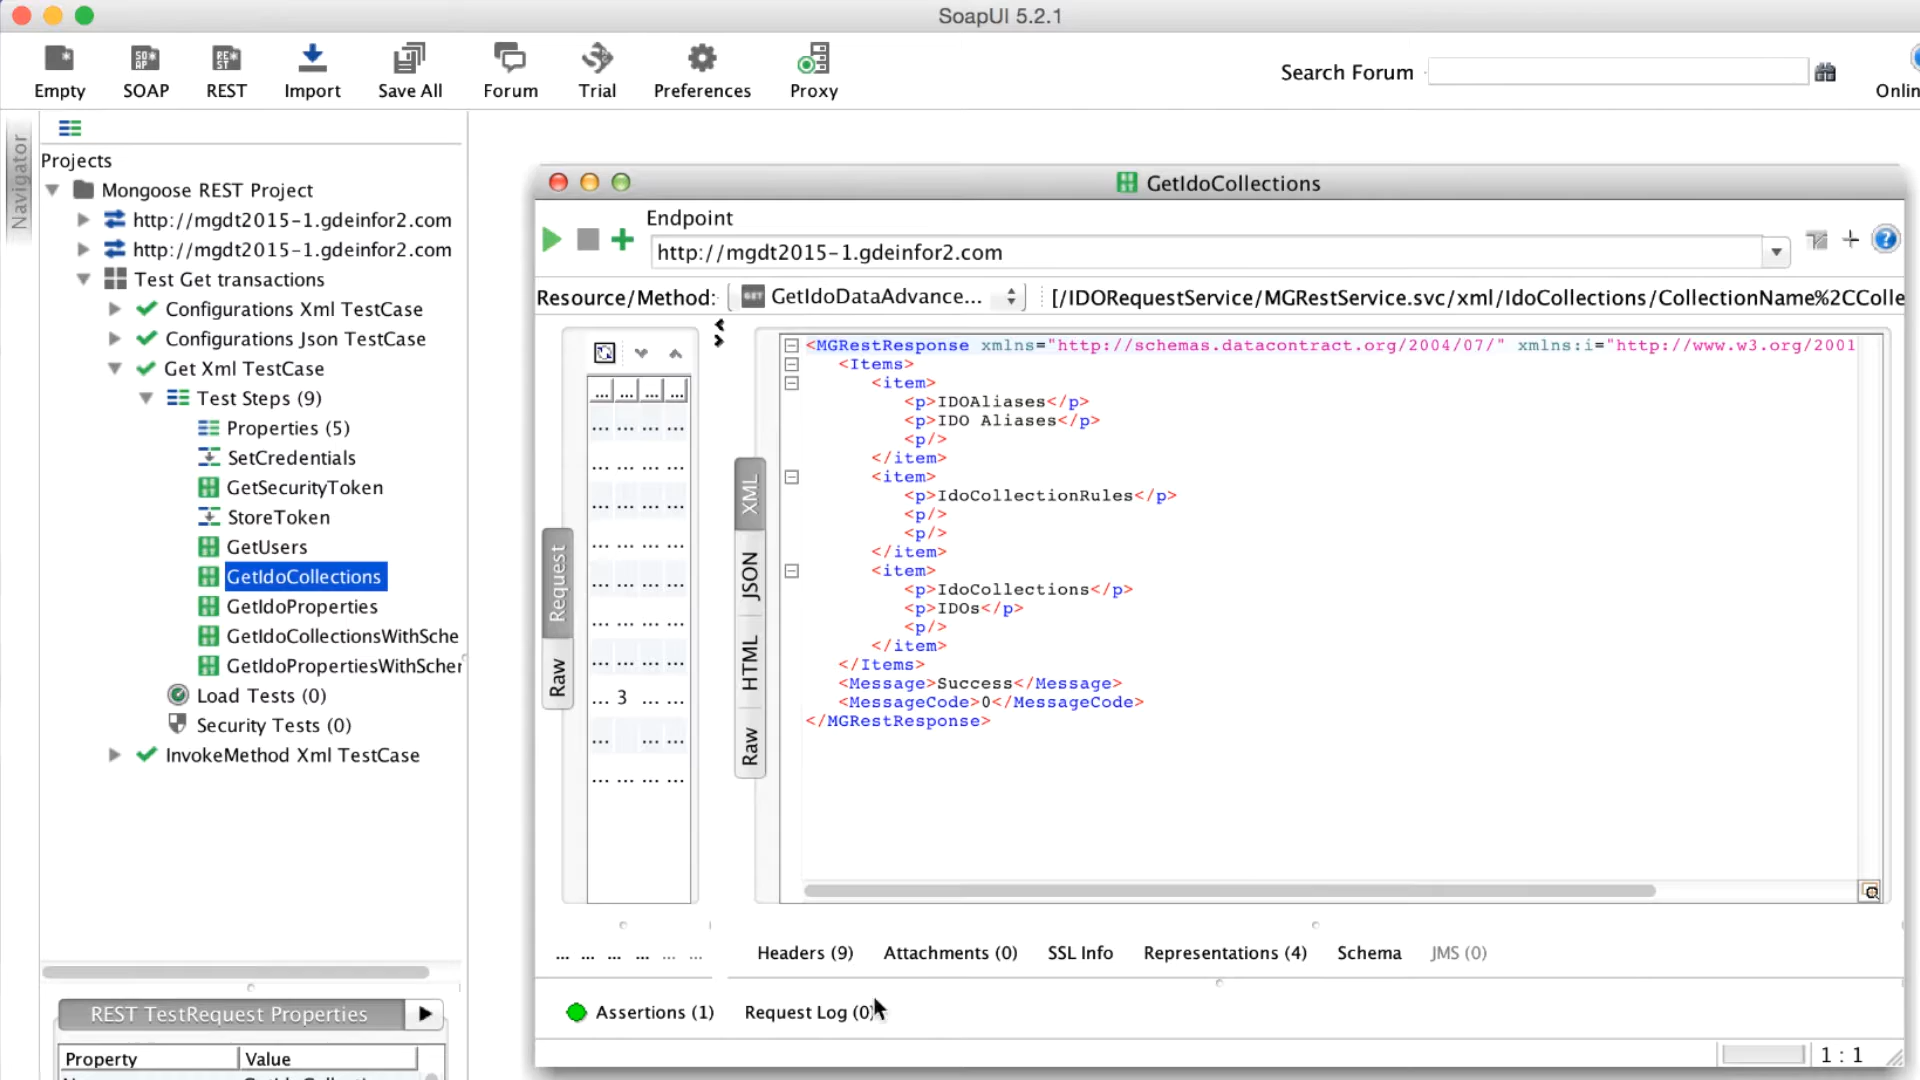 SoapUI 5.2.1
Empty
SOAP
REST
Import
Save All
Forum
Trial
Preferences
Proxy
Search Forum
Onlin
Navigator
Projects
Mongoose REST Project
http://mgdt2015-1.gdeinfor2.com
http://mgdt2015-1.gdeinfor2.com
Test Get transactions
Configurations Xml TestCase
Configurations Json TestCase
Get Xml TestCase
Test Steps (9)
Properties (5)
SetCredentials
GetSecurityToken
StoreToken
GetUsers
GetIdoCollections
GetIdoProperties
GetIdoCollectionsWithSche
GetIdoPropertiesWithScher
Load Tests (0)
Security Tests (0)
InvokeMethod Xml TestCase
REST TestRequest Properties
Property Value
GetIdoCollections
Endpoint
http://mgdt2015-1.gdeinfor2.com
Resource/Method: GetIdoDataAdvance... [/IDORequestService/MGRestService.svc/xml/IdoCollections/CollectionName%2CColle
Request
Raw
... ... ... ...
... ... ... ...
... ... ... ...
... ... ... ...
... ... ... ...
... ... ... ...
... ... ... ...
... ... ... ...
... 3 ... ...
... ... ...
... ... ... ...
XML
JSON
HTML
Raw
<MGRestResponse xmlns="http://schemas.datacontract.org/2004/07/" xmlns:i="http://www.w3.org/2001
<Items>
<item>
<p>IDOAliases</p>
<p>IDO Aliases</p>
<p/>
</item>
<item>
<p>IdoCollectionRules</p>
<p/>
<p/>
</item>
<item>
<p>IdoCollections</p>
<p>IDOs</p>
<p/>
</item>
</Items>
<Message>Success</Message>
<MessageCode>0</MessageCode>
</MGRestResponse>
... ... ... ... ... ...
Headers (9) Attachments (0) SSL Info Representations (4) Schema JMS (0)
Assertions (1) Request Log (0)
1 : 1